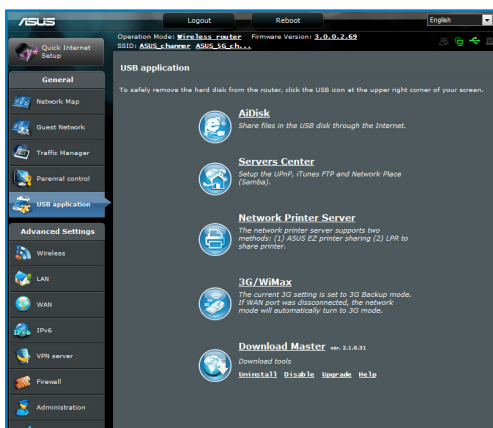 ASUS
Logout
Reboot
English
Quick Internet
Setup
Operation Mode: Wireless router Firmware Version: 3.0.0.2.69
SSID: ASUS_channer ASUS_5G_ch...
General
Network Map
Guest Network
Traffic Manager
Parenral control
USB application
Advanced Settings
Wireless
LAN
WAN
IPv6
VPN server
Firewall
Administration
USB application
To safely remove the hard disk from the router, click the USB icon at the upper right corner of your screen.
AiDisk
Share files in the USB disk through the Internet.
Servers Center
Setup the UPnP, iTunes FTP and Network Place
(Samba).
Network Printer Server
The network printer server supports two
methods: (1) ASUS EZ printer sharing (2) LPR to
share printer.
3G/WiMax
The current 3G setting is set to 3G Backup mode.
If WAN port was dissconnected, the network
mode will automatically turn to 3G mode.
Download Master ver. 2.1.0.31
Download tools
Uninstall Disable Upgrade Help